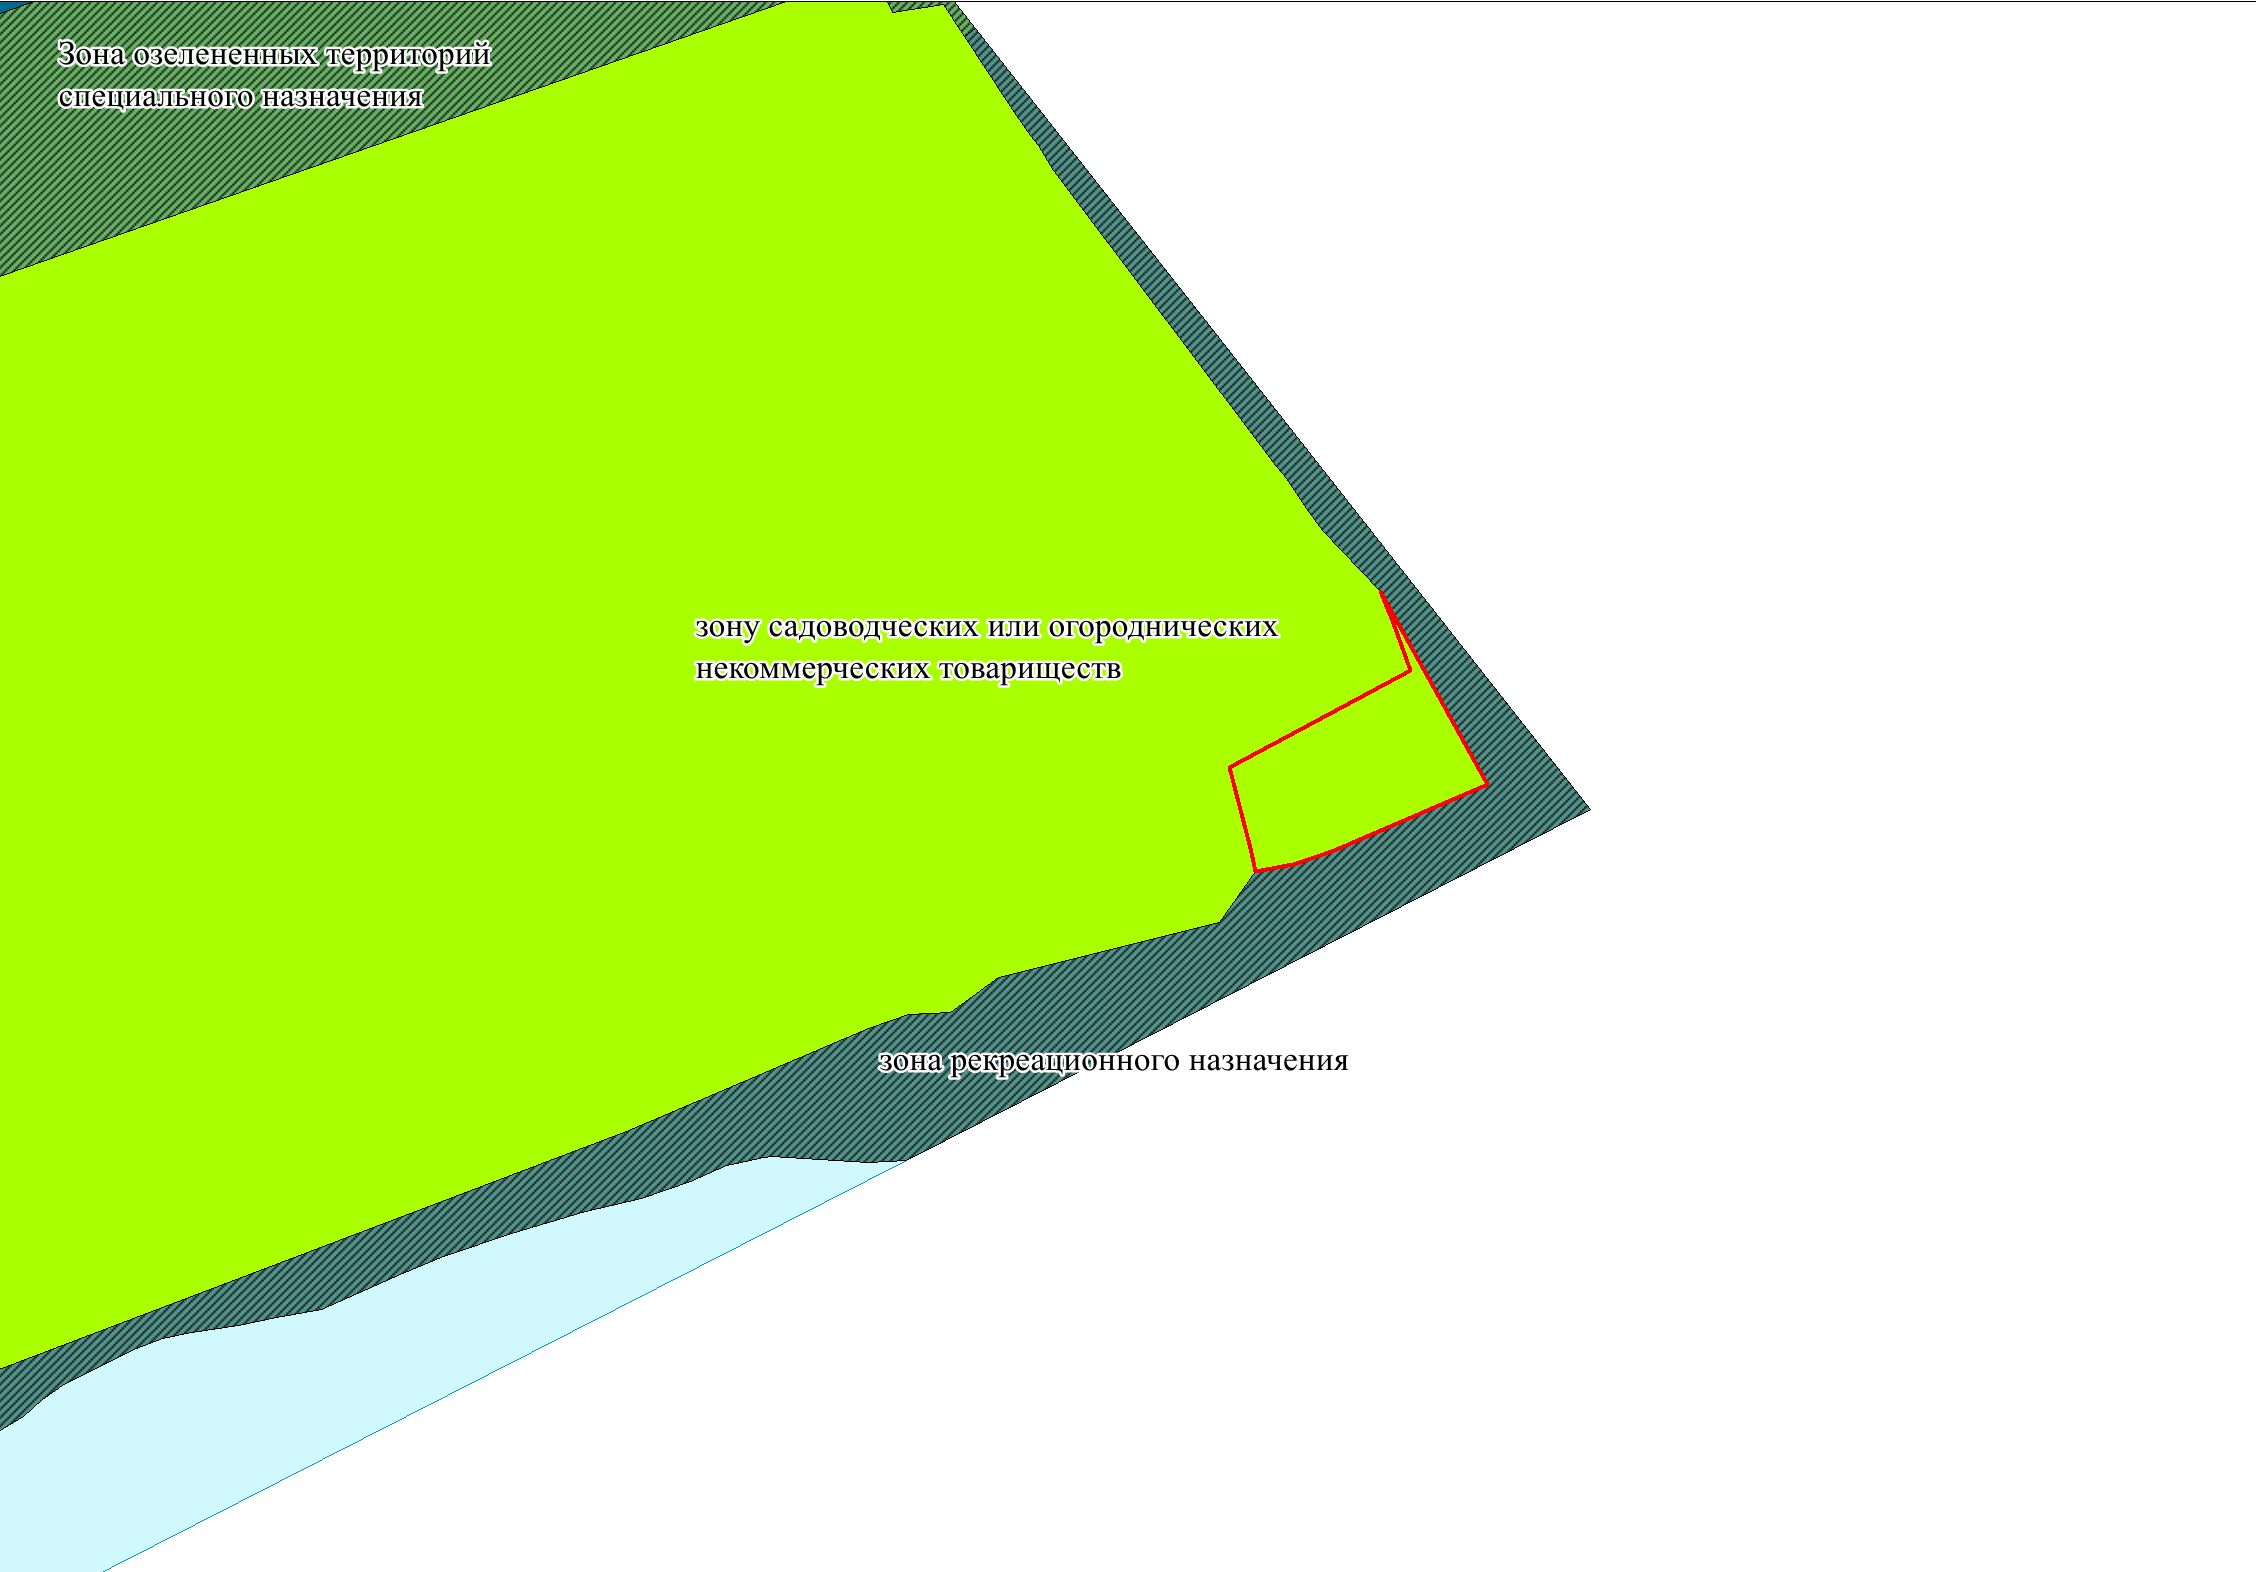 Зона озелененных территорий
специального назначения
зону садоводческих или огороднических
некоммерческих товариществ
зона рекреационного назначения